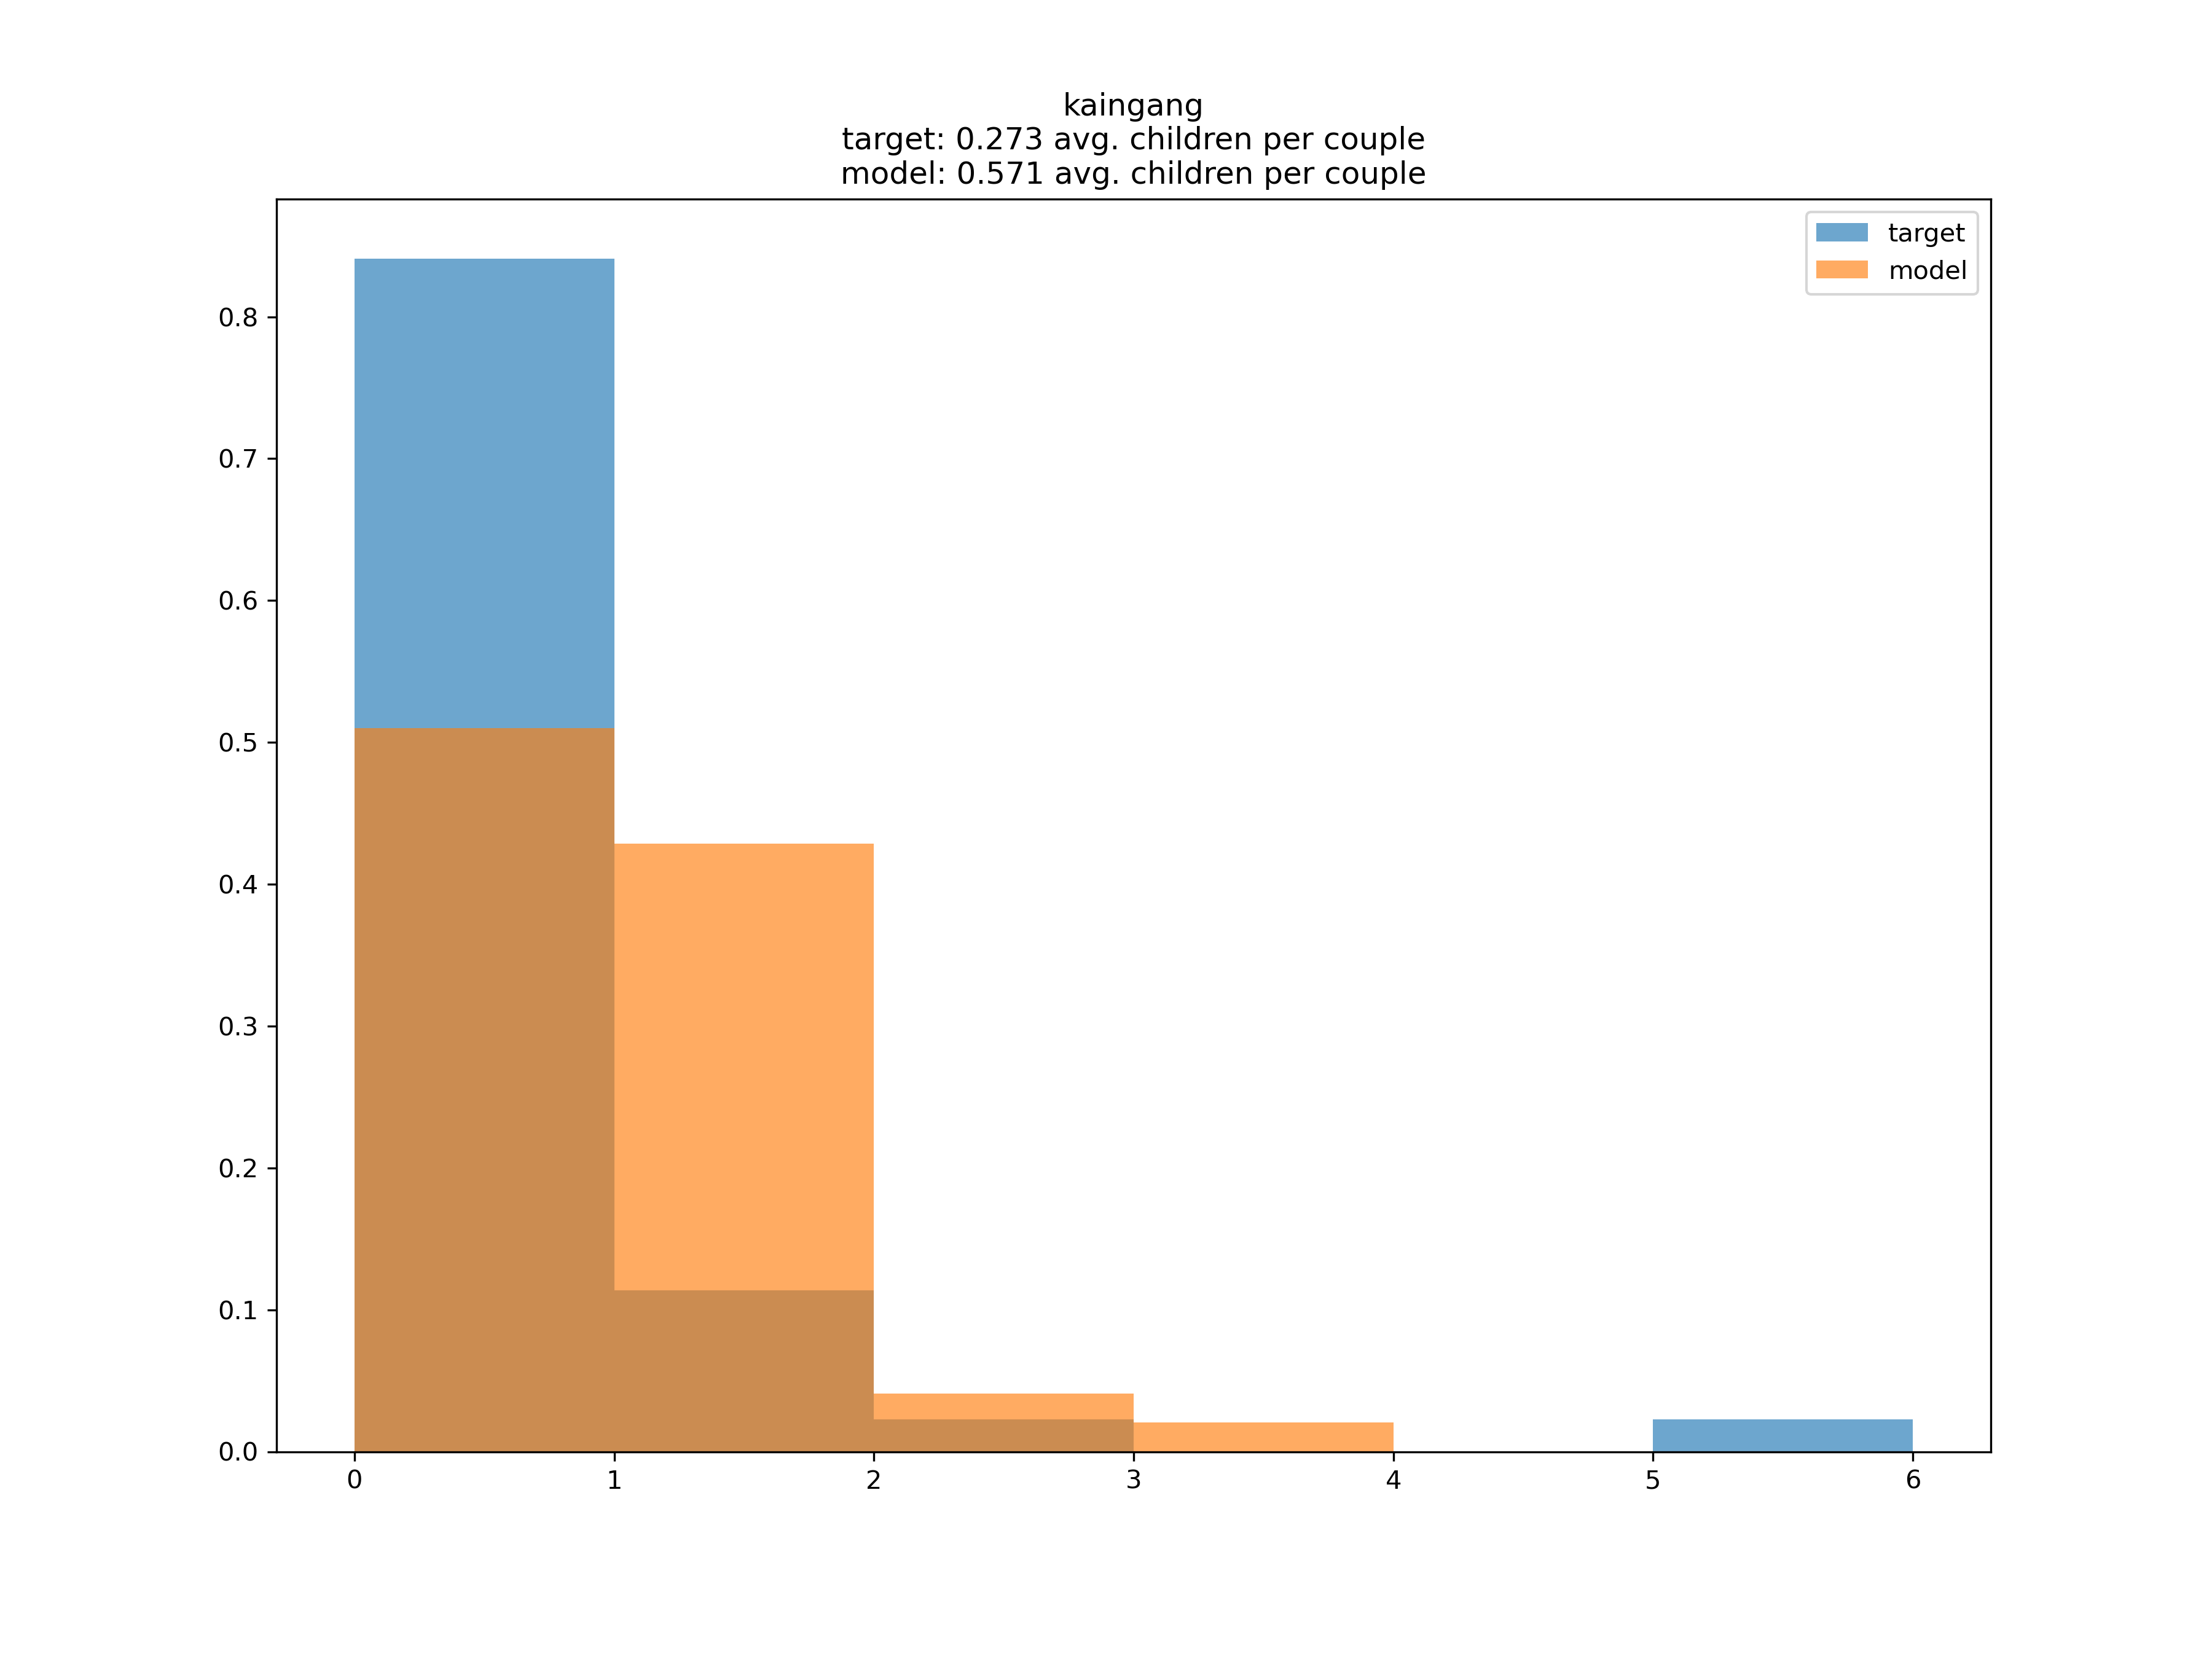 kaingang
target: 0.273 avg. children per couple
model: 0.571 avg. children per couple
target
model
0.8
0.7
0.6
0.5
0.4
0.3
0.2
0.1
0.0
0 1 2 3 4 5 6